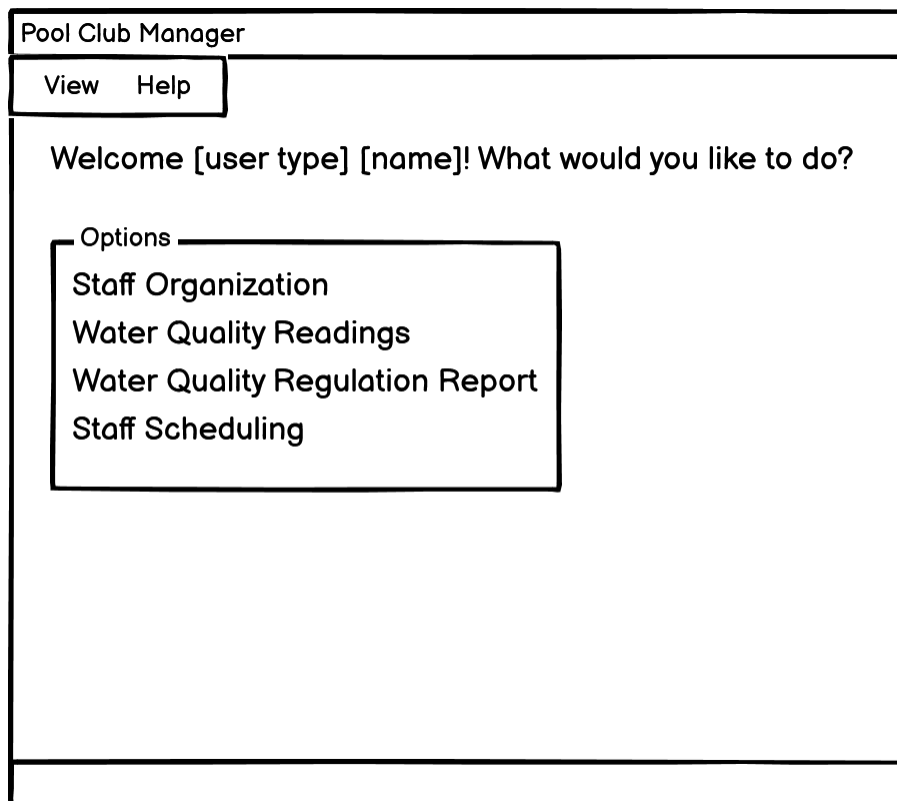 Pool Club Manager
View Help
Welcome [user type] [name]! What would you like to do?
Options
Staff Organization
Water Quality Readings
Water Quality Regulation Report
Staff Scheduling